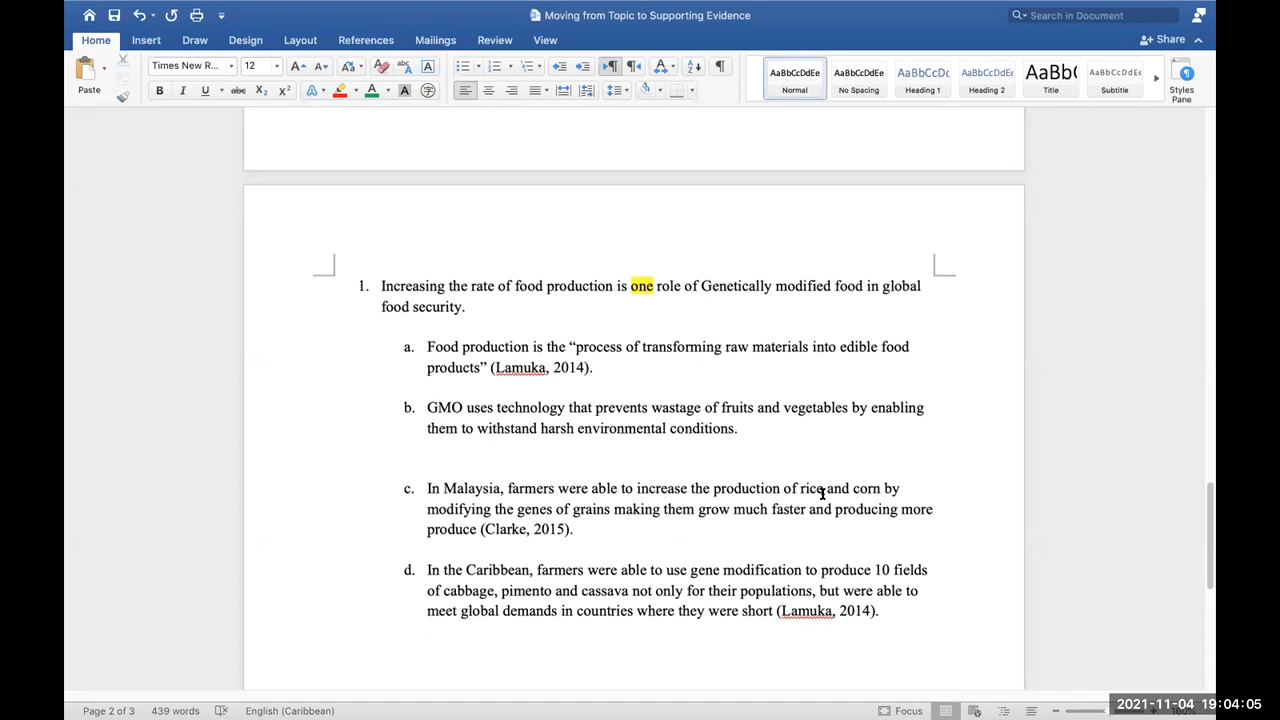 Moving from Topic to Supporting Evidence
Search in Document
Home Insert Draw Design Layout References Mailings Review View
Share
Paste
Times New R... 12
AaBbCcDdEe Normal
AaBbCcDdEe No Spacing
AaBbCcDc Heading 1
AaBbCcDdEe Heading 2
AaBb( Title
AaBbCcDdEe Subtitle
Styles Pane
1. Increasing the rate of food production is one role of Genetically modified food in global
food security.
a. Food production is the “process of transforming raw materials into edible food
products” (Lamuka, 2014).
b. GMO uses technology that prevents wastage of fruits and vegetables by enabling
them to withstand harsh environmental conditions.
c. In Malaysia, farmers were able to increase the production of rice and corn by
modifying the genes of grains making them grow much faster and producing more
produce (Clarke, 2015).
d. In the Caribbean, farmers were able to use gene modification to produce 10 fields
of cabbage, pimento and cassava not only for their populations, but were able to
meet global demands in countries where they were short (Lamuka, 2014).
Page 2 of 3 439 words English (Caribbean) Focus
2021-11-04 19:04:05